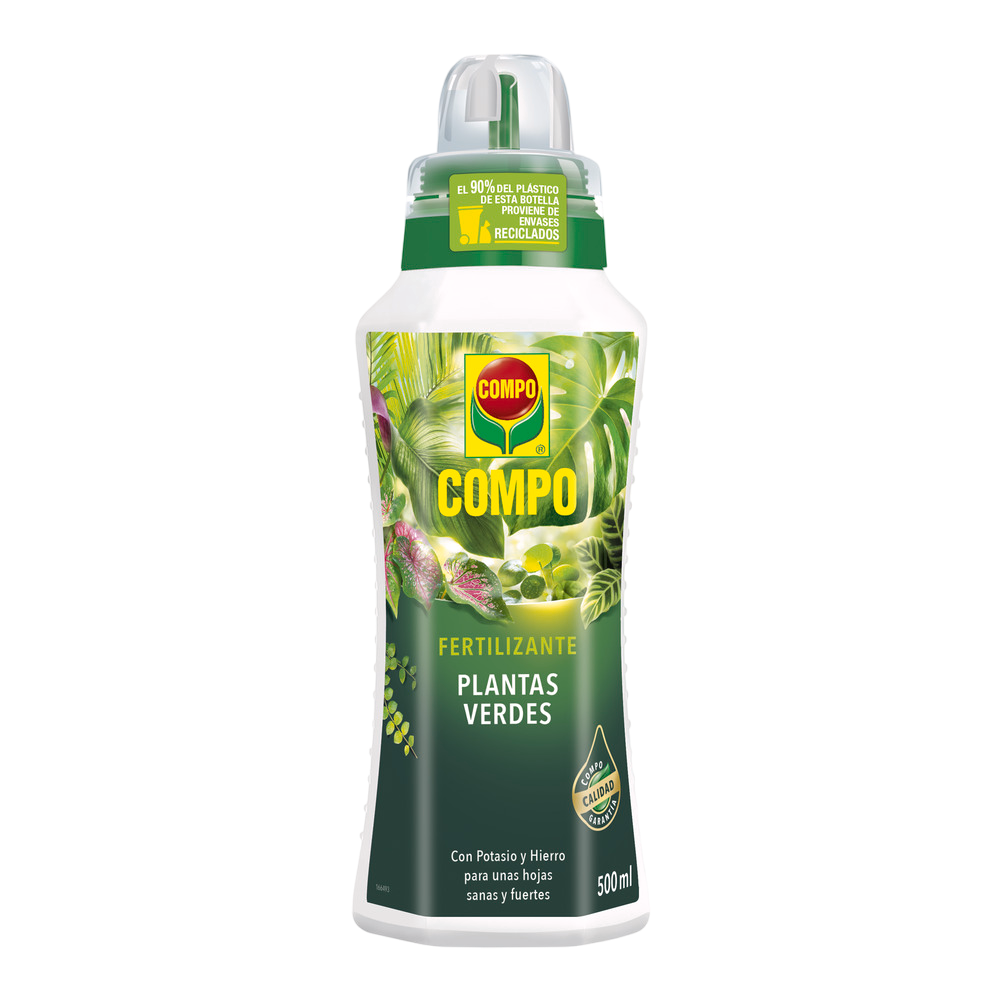 EL 90% DEL PLÁSTICO
DE ESTA BOTELLA
PROVIENE DE
ENVASES
RECICLADOS
COMPO
®
COMPO
FERTILIZANTE
PLANTAS
VERDES
COMPO
CALIDAD
GARANTÍA
Con Potasio y Hierro
para unas hojas
sanas y fuertes
500 ml